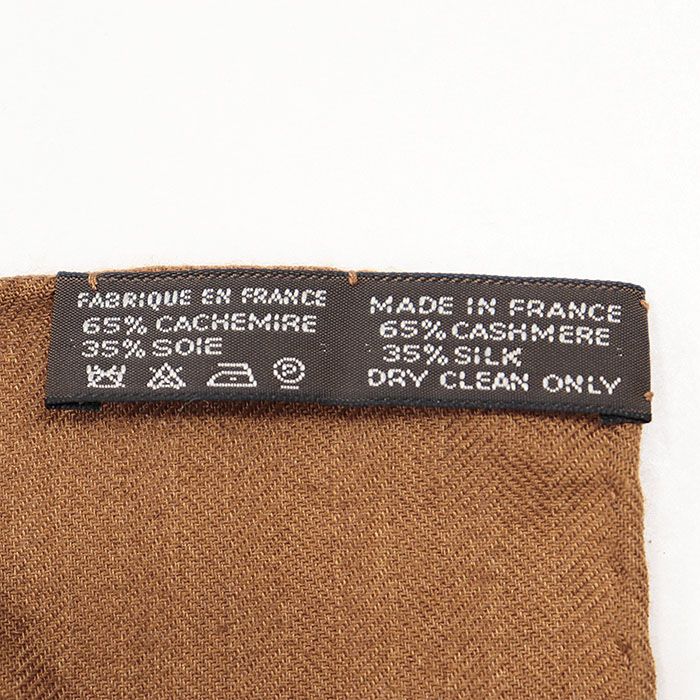 FABRIQUE EN FRANCE
65% CACHEMIRE
35% SOIE
P
MADE IN FRANCE
65% CASHMERE
35% SILK
DRY CLEAN ONLY